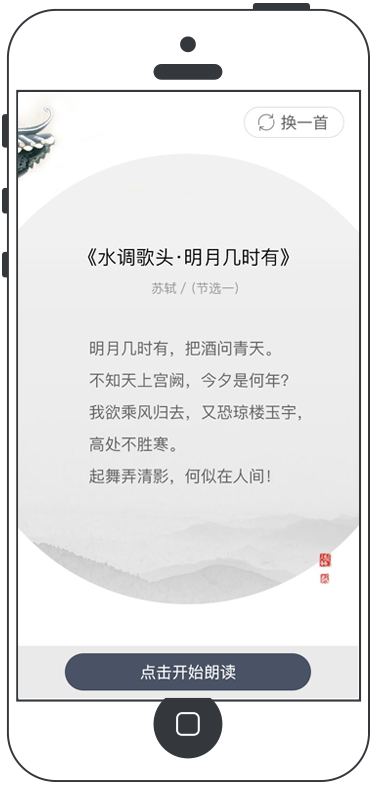 换一首
《水调歌头·明月几时有》
苏轼 / (节选一)
明月几时有，把酒问青天。
不知天上宫阙，今夕是何年？
我欲乘风归去，又恐琼楼玉宇，
高处不胜寒。
起舞弄清影，何似在人间！
点击开始朗读